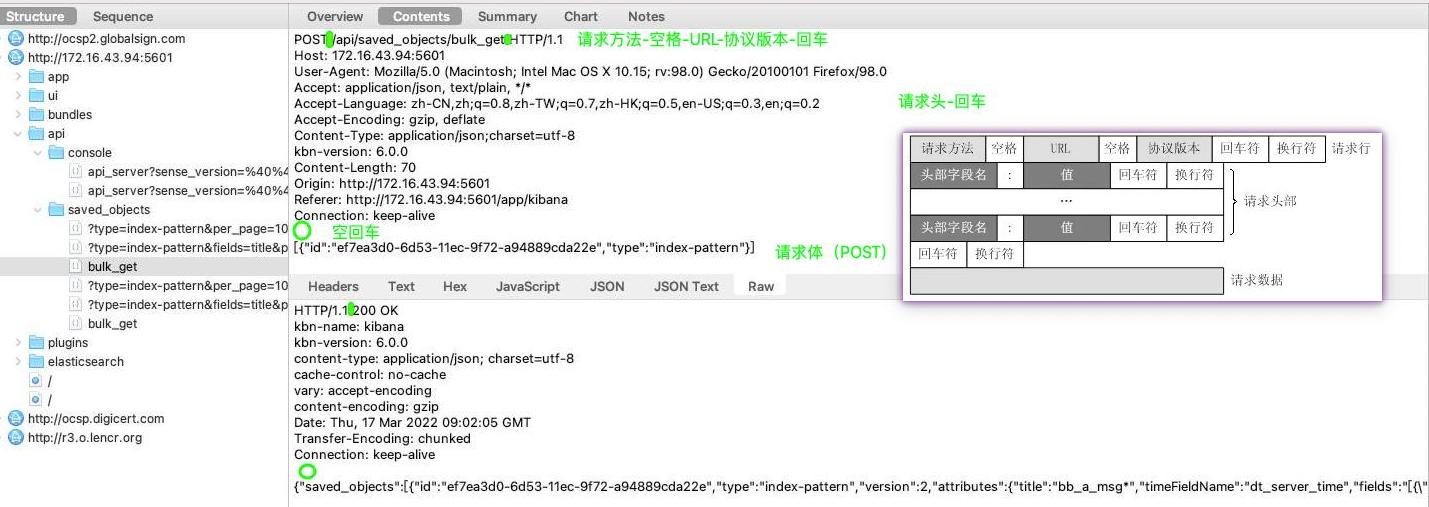 Structure Sequence
http://ocsp2.globalsign.com
http://172.16.43.94:5601
app
ui
bundles
api
console
api_server?sense_version=%40%4
api_server?sense_version=%40%4
saved_objects
?type=index-pattern&per_page=10
?type=index-pattern&fields=title&p
bulk_get
?type=index-pattern&per_page=10
?type=index-pattern&fields=title&p
bulk_get
plugins
elasticsearch
/
/
http://ocsp.digicert.com
http://r3.o.lencr.org
Overview Contents Summary Chart Notes
POST /api/saved_objects/bulk_get HTTP/1.1 请求方法-空格-URL-协议版本-回车
Host: 172.16.43.94:5601
User-Agent: Mozilla/5.0 (Macintosh; Intel Mac OS X 10.15; rv:98.0) Gecko/20100101 Firefox/98.0
Accept: application/json, text/plain, */*
Accept-Language: zh-CN,zh;q=0.8,zh-TW;q=0.7,zh-HK;q=0.5,en-US;q=0.3,en;q=0.2 请求头-回车
Accept-Encoding: gzip, deflate
Content-Type: application/json;charset=utf-8
kbn-version: 6.0.0
Content-Length: 70
Origin: http://172.16.43.94:5601
Referer: http://172.16.43.94:5601/app/kibana
Connection: keep-alive
空回车
[{"id":"ef7ea3d0-6d53-11ec-9f72-a94889cda22e","type":"index-pattern"}] 请求体（POST）
请求方法 空格 URL 空格 协议版本 回车符 换行符 请求行
头部字段名 : 值 回车符 换行符
… 请求头部
头部字段名 : 值 回车符 换行符
回车符 换行符
请求数据
Headers Text Hex JavaScript JSON JSON Text Raw
HTTP/1.1 200 OK
kbn-name: kibana
kbn-version: 6.0.0
content-type: application/json; charset=utf-8
cache-control: no-cache
vary: accept-encoding
content-encoding: gzip
Date: Thu, 17 Mar 2022 09:02:05 GMT
Transfer-Encoding: chunked
Connection: keep-alive
{"saved_objects":[{"id":"ef7ea3d0-6d53-11ec-9f72-a94889cda22e","type":"index-pattern","version":2,"attributes":{"title":"bb_a_msg*","timeFieldName":"dt_server_time","fields":"[{\"